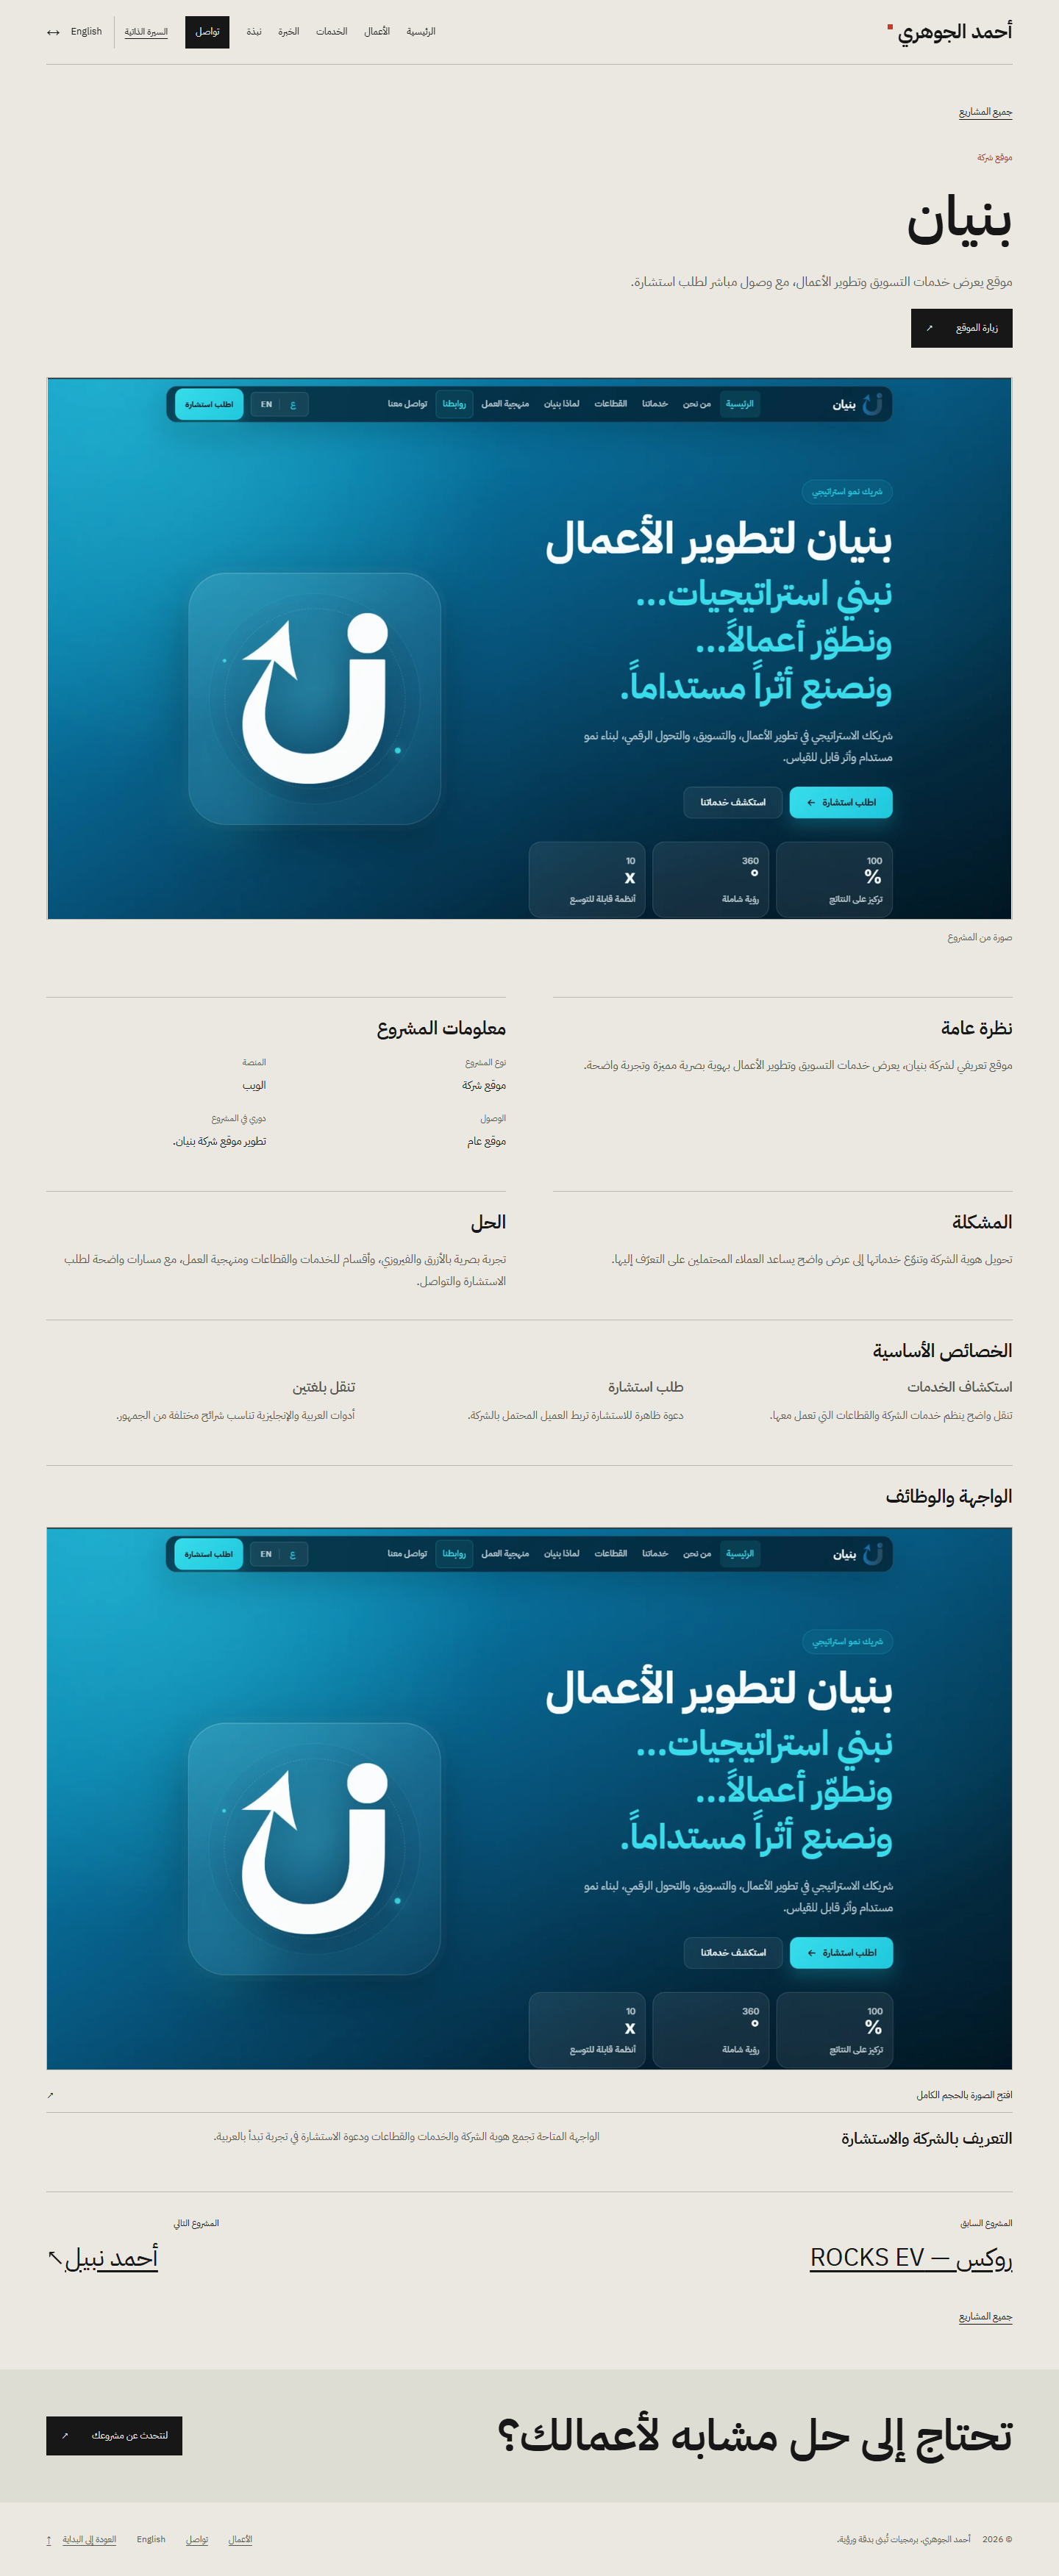 أحمد الجوهري
الرئيسية الأعمال الخدمات الخبرة نبذة تواصل السيرة الذاتية English ↔
جميع المشاريع
موقع شركة
بنيان
موقع يعرض خدمات التسويق وتطوير الأعمال، مع وصول مباشر لطلب استشارة.
زيارة الموقع ↗
بنيان
الرئيسية من نحن خدماتنا القطاعات لماذا بنيان منهجية العمل روابطنا تواصل معنا ع EN اطلب استشارة
شريك نمو استراتيجي
بنيان لتطوير الأعمال
نبني استراتيجيات...
ونطوّر أعمالاً...
ونصنع أثراً مستداماً.
شريكك الاستراتيجي في تطوير الأعمال، والتسويق، والتحول الرقمي، لبناء نمو
مستدام وأثر قابل للقياس.
اطلب استشارة ← استكشف خدماتنا
100 360 10
% ° x
تركيز على النتائج رؤية شاملة أنظمة قابلة للتوسع
صورة من المشروع
نظرة عامة
موقع تعريفي لشركة بنيان، يعرض خدمات التسويق وتطوير الأعمال بهوية بصرية مميزة وتجربة واضحة.
معلومات المشروع
نوع المشروع المنصة
موقع شركة الويب
الوصول دوري في المشروع
موقع عام تطوير موقع شركة بنيان.
المشكلة
تحويل هوية الشركة وتنوّع خدماتها إلى عرض واضح يساعد العملاء المحتملين على التعرّف إليها.
الحل
تجربة بصرية بالأزرق والفيروزي، وأقسام للخدمات والقطاعات ومنهجية العمل، مع مسارات واضحة لطلب
الاستشارة والتواصل.
الخصائص الأساسية
استكشاف الخدمات طلب استشارة تنقل بلغتين
تنقل واضح ينظم خدمات الشركة والقطاعات التي تعمل معها. دعوة ظاهرة للاستشارة تربط العميل المحتمل بالشركة. أدوات العربية والإنجليزية تناسب شرائح مختلفة من الجمهور.
الواجهة والوظائف
بنيان
الرئيسية من نحن خدماتنا القطاعات لماذا بنيان منهجية العمل روابطنا تواصل معنا ع EN اطلب استشارة
شريك نمو استراتيجي
بنيان لتطوير الأعمال
نبني استراتيجيات...
ونطوّر أعمالاً...
ونصنع أثراً مستداماً.
شريكك الاستراتيجي في تطوير الأعمال، والتسويق، والتحول الرقمي، لبناء نمو
مستدام وأثر قابل للقياس.
اطلب استشارة ← استكشف خدماتنا
100 360 10
% ° x
تركيز على النتائج رؤية شاملة أنظمة قابلة للتوسع
افتح الصورة بالحجم الكامل ↗
التعريف بالشركة والاستشارة
الواجهة المتاحة تجمع هوية الشركة والخدمات والقطاعات ودعوة الاستشارة في تجربة تبدأ بالعربية.
المشروع السابق المشروع التالي
روكس — ROCKS EV أحمد نبيل↖
جميع المشاريع
تحتاج إلى حل مشابه لأعمالك؟
لنتحدث عن مشروعك ↗
© 2026 أحمد الجوهري. برمجيات تُبنى بدقة ورؤية.
الأعمال تواصل English العودة إلى البداية ↑